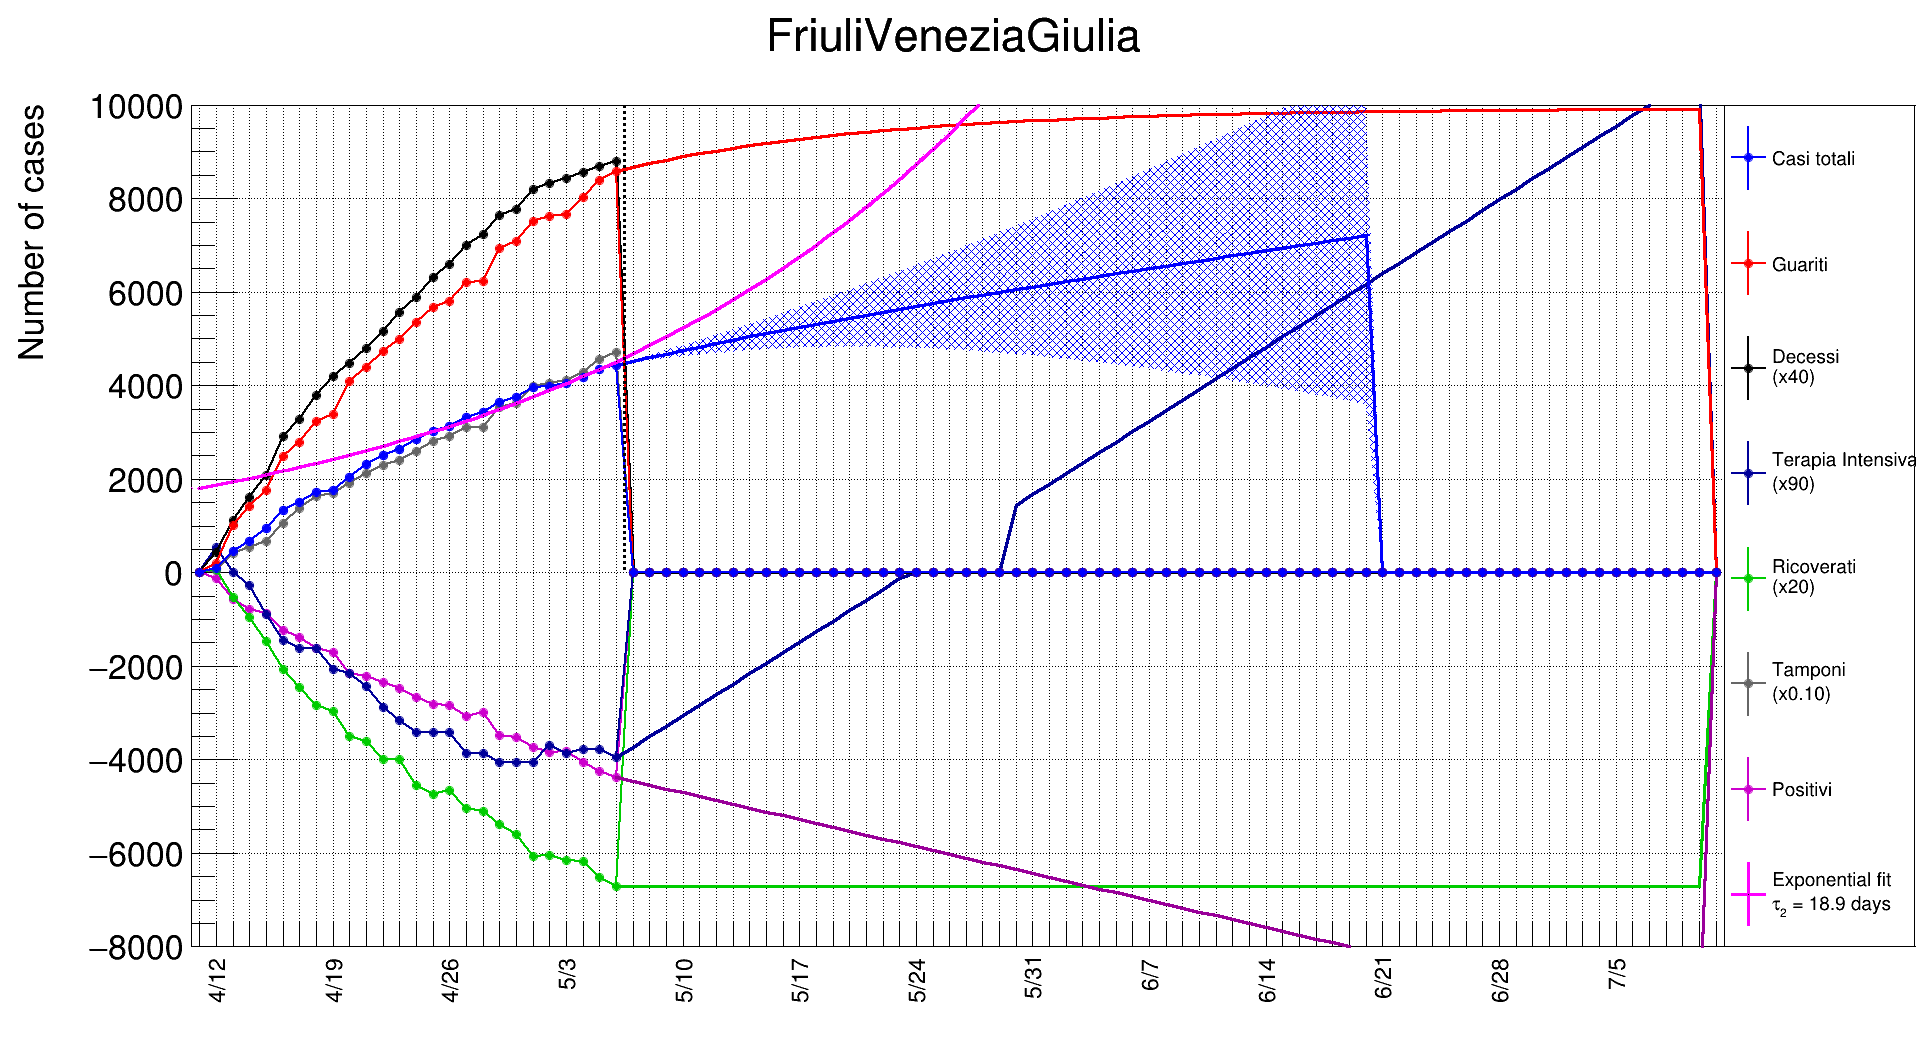 FriuliVeneziaGiulia
Number of cases
10000
8000
6000
4000
2000
0
−2000
−4000
−6000
−8000
4/12
4/19
4/26
5/3
5/10
5/17
5/24
5/31
6/7
6/14
6/21
6/28
7/5
Casi totali
Guariti
Decessi
(x40)
Terapia Intensiva
(x90)
Ricoverati
(x20)
Tamponi
(x0.10)
Positivi
Exponential fit
τ2 = 18.9 days